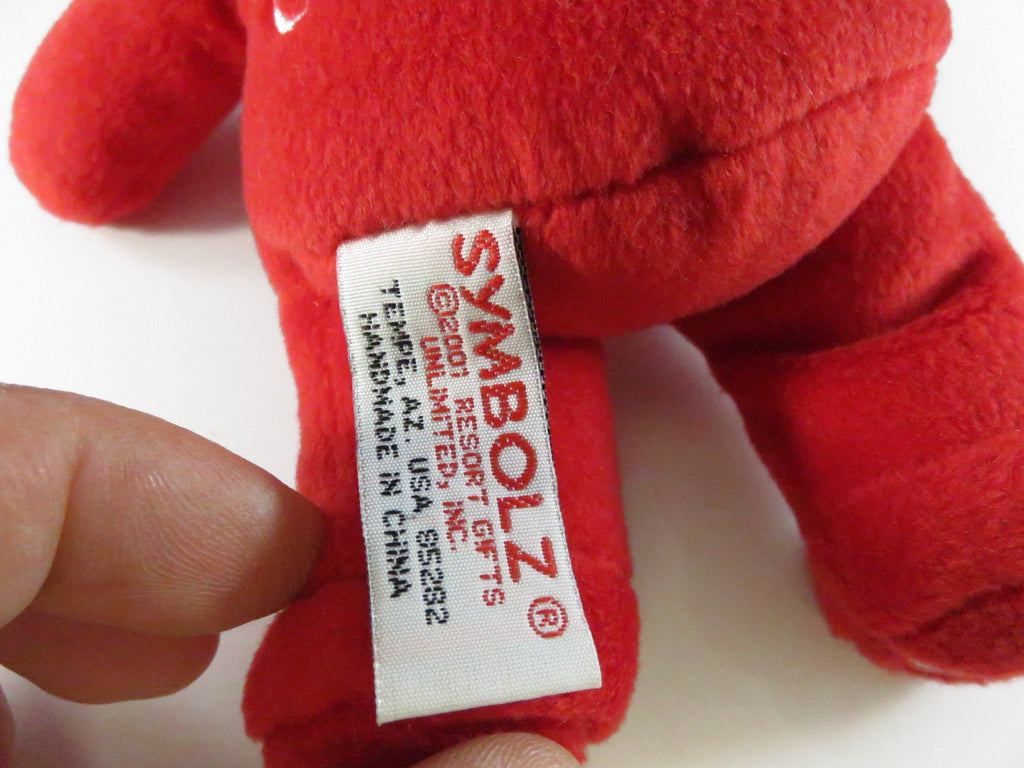 SYMBOLZ ®
©2001 RESORT GIFTS
UNLIMITED, INC.
TEMPE, AZ. USA 85282
HANDMADE IN CHINA